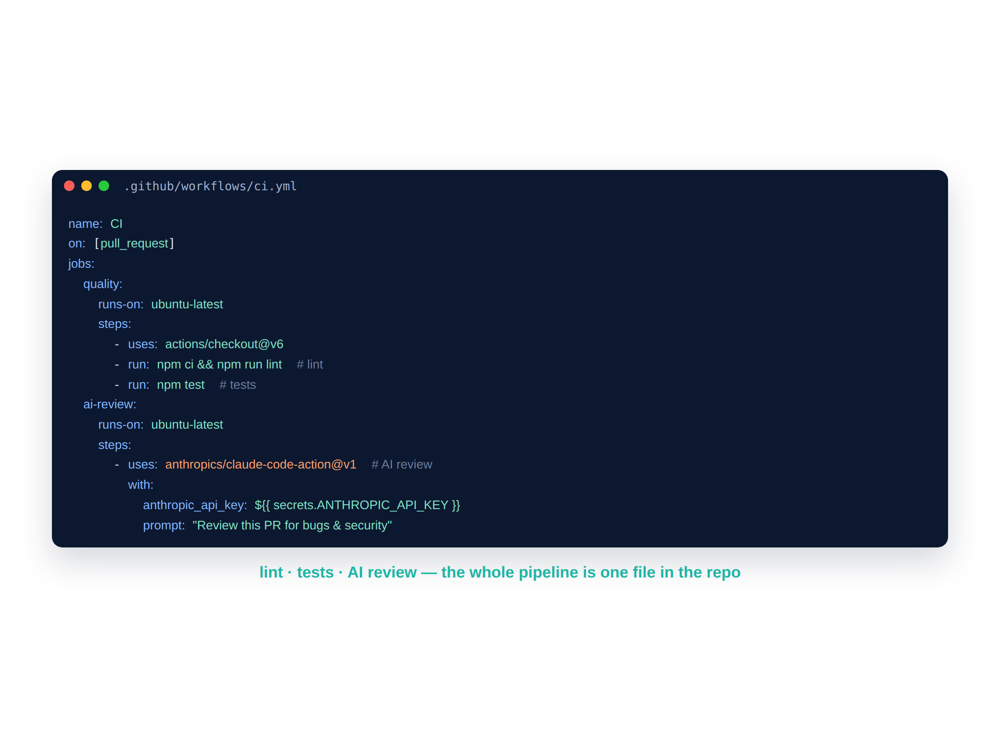 .github/workflows/ci.yml
name: CI
on: [pull_request]
jobs:
  quality:
    runs-on: ubuntu-latest
    steps:
      - uses: actions/checkout@v6
      - run: npm ci && npm run lint  # lint
      - run: npm test  # tests
  ai-review:
    runs-on: ubuntu-latest
    steps:
      - uses: anthropics/claude-code-action@v1  # AI review
        with:
          anthropic_api_key: ${{ secrets.ANTHROPIC_API_KEY }}
          prompt: "Review this PR for bugs & security"
lint · tests · AI review — the whole pipeline is one file in the repo